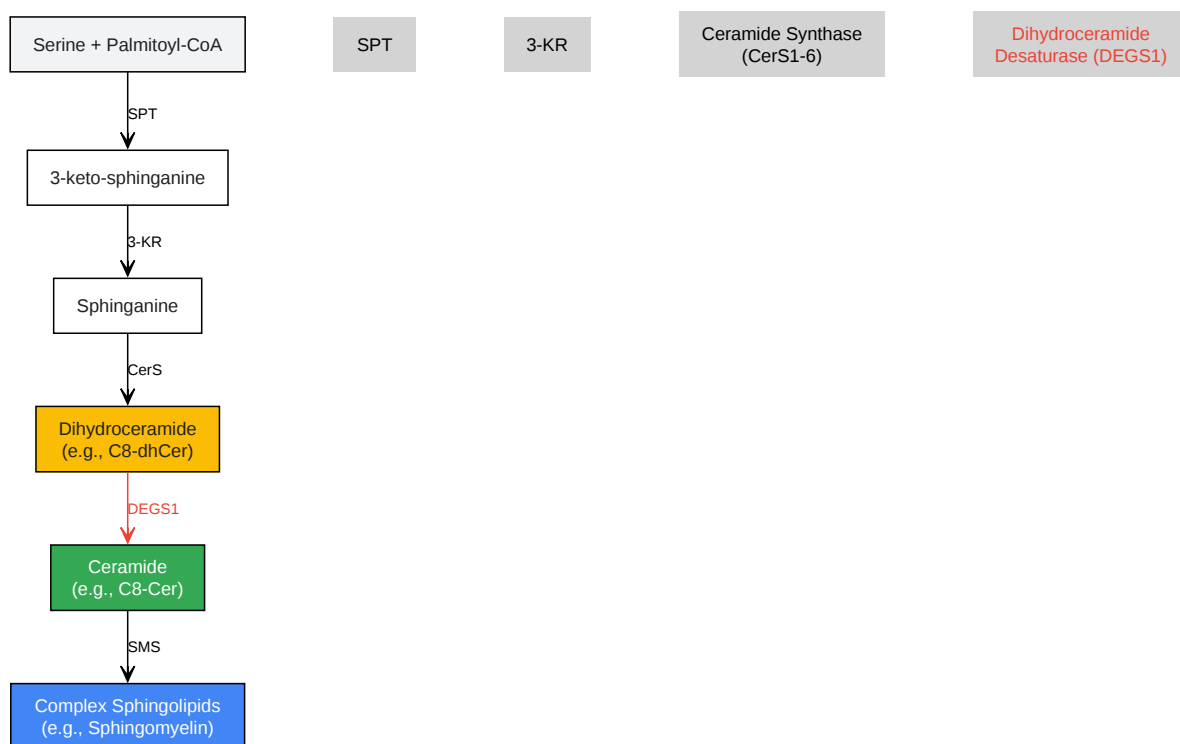 Serine + Palmitoyl-CoA
SPT
3-KR
Ceramide Synthase
(CerS1-6)
Dihydroceramide
Desaturase (DEGS1)
SPT
3-keto-sphinganine
3-KR
Sphinganine
CerS
Dihydroceramide
(e.g., C8-dhCer)
DEGS1
Ceramide
(e.g., C8-Cer)
SMS
Complex Sphingolipids
(e.g., Sphingomyelin)